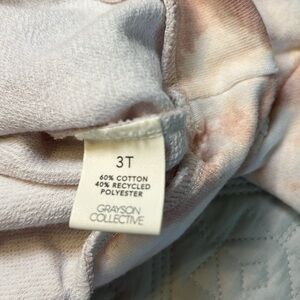 3T
60% COTTON
40% RECYCLED
POLYESTER
GRAYSON
COLLECTIVE